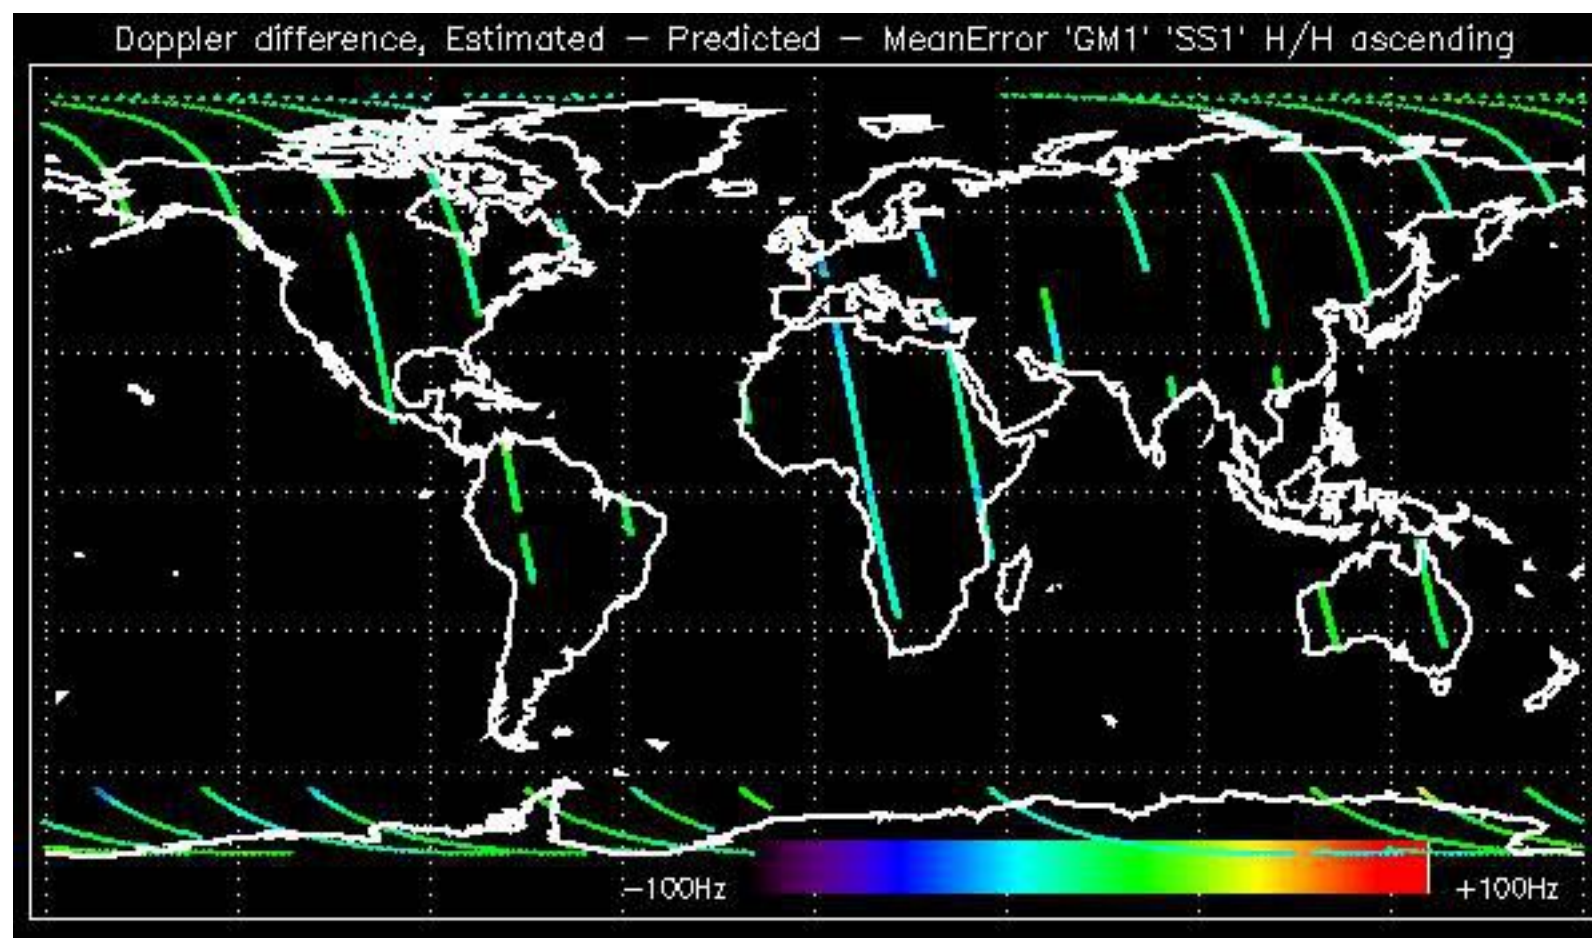 Doppler difference, Estimated – Predicted – MeanError 'GM1' 'SS1' H/H ascending
–100Hz +100Hz